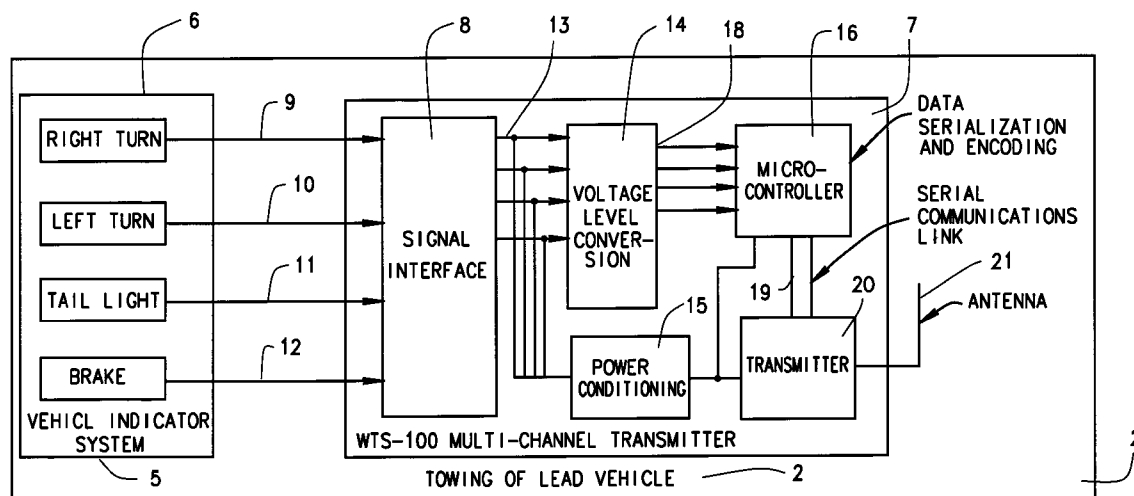 6
8
13
14
18
16
7
RIGHT TURN
9
LEFT TURN
10
TAIL LIGHT
11
BRAKE
12
VEHICL INDICATOR
SYSTEM
5
SIGNAL
INTERFACE
VOLTAGE
LEVEL
CONVER-
SION
MICRO-
CONTROLLER
DATA
SERIALIZATION
AND ENCODING
SERIAL
COMMUNICATIONS
LINK
19
20
21
ANTENNA
15
POWER
CONDITIONING
TRANSMITTER
WTS-100 MULTI-CHANNEL TRANSMITTER
TOWING OF LEAD VEHICLE
2
2